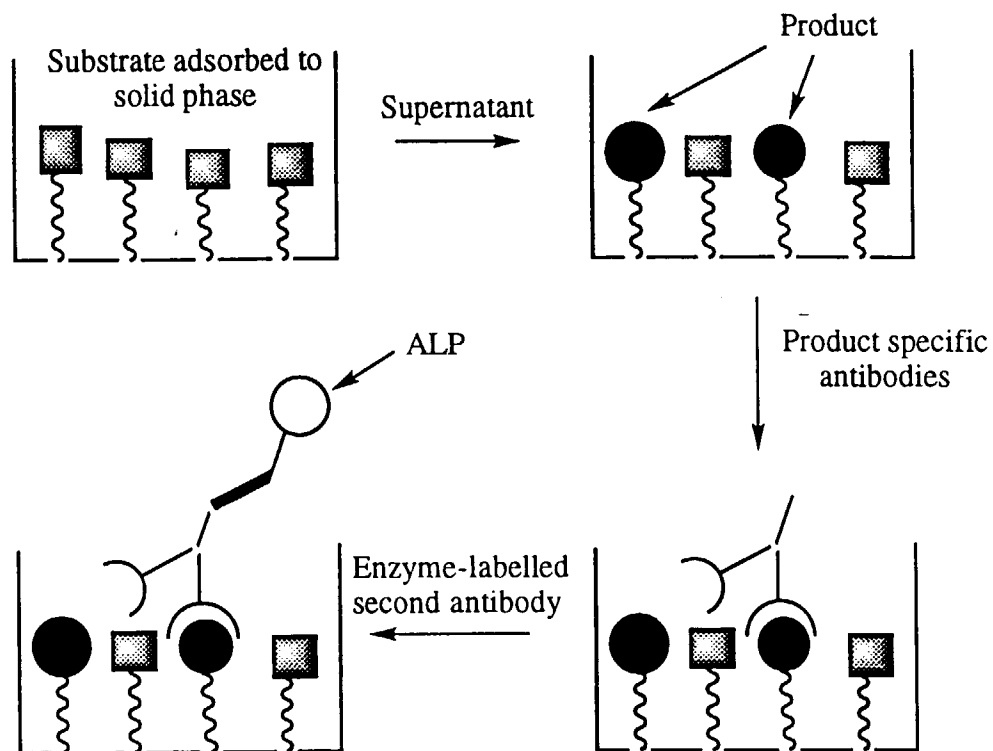 Substrate adsorbed to
solid phase
Supernatant
Product
Product specific
antibodies
Enzyme-labelled
second antibody
ALP